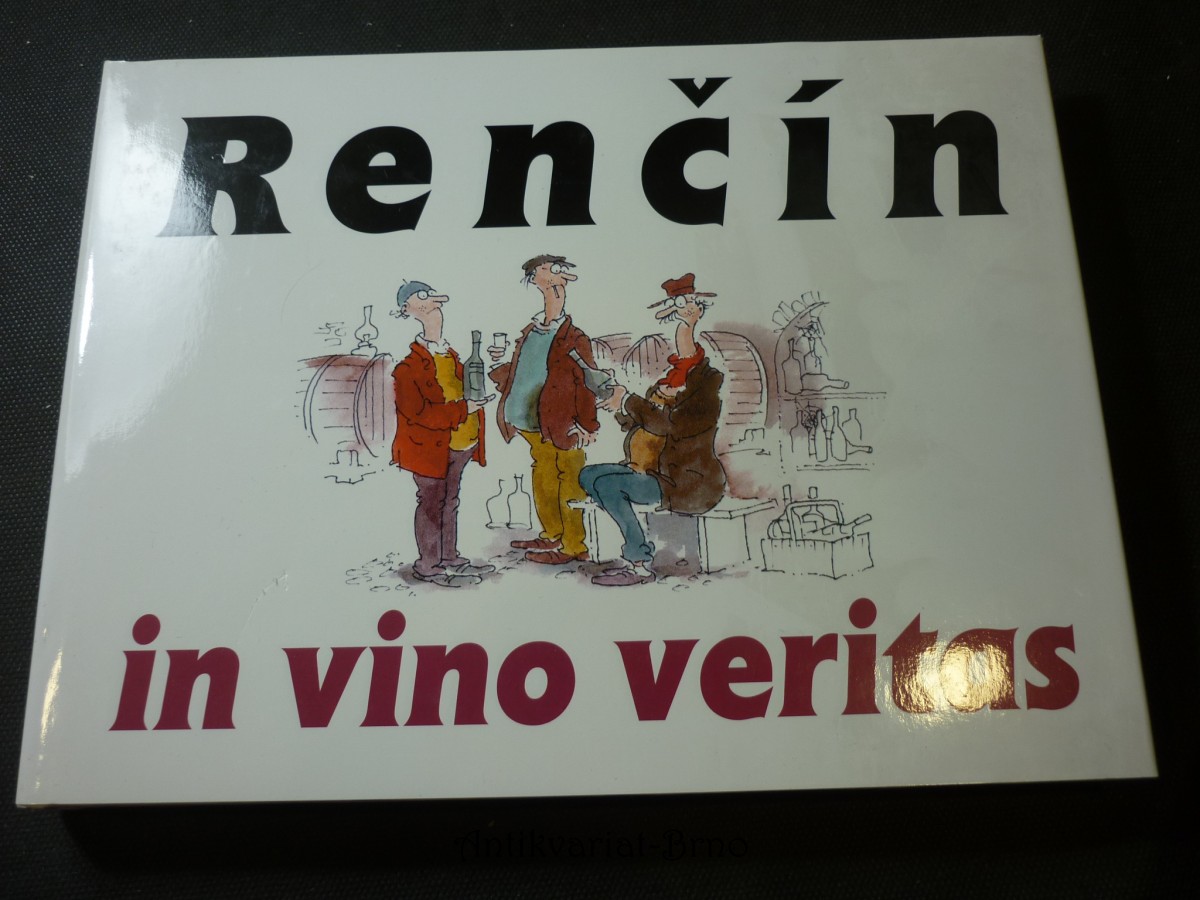 Renčín
in vino veritas
Antikvariat-Brno